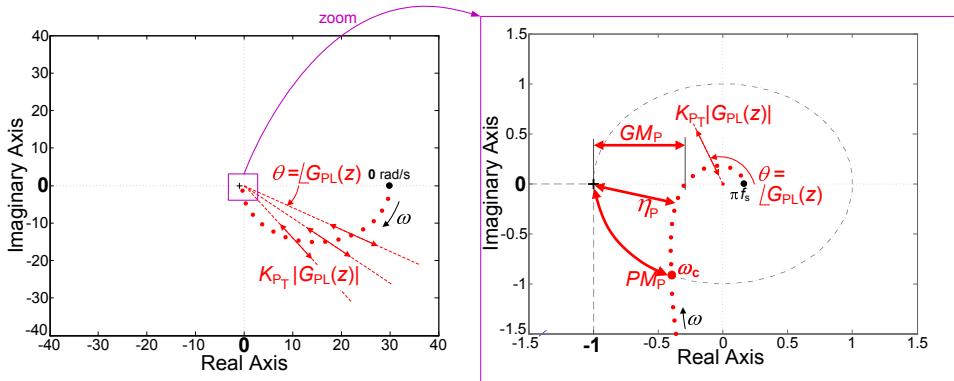 zoom
40
30
20
10
0
-10
-20
-30
-40
-40
-30
-20
-10
0
10
20
30
40
Imaginary Axis
Real Axis
θ = ∠G_PL(z)
0 rad/s
ω
K_PT |G_PL(z)|
1.5
1
0.5
0
-0.5
-1
-1.5
-1.5
-1
-0.5
0
0.5
1
1.5
Imaginary Axis
Real Axis
K_PT |G_PL(z)|
GM_P
θ =
∠G_PL(z)
πf_s
η_P
PM_P
ω_c
ω